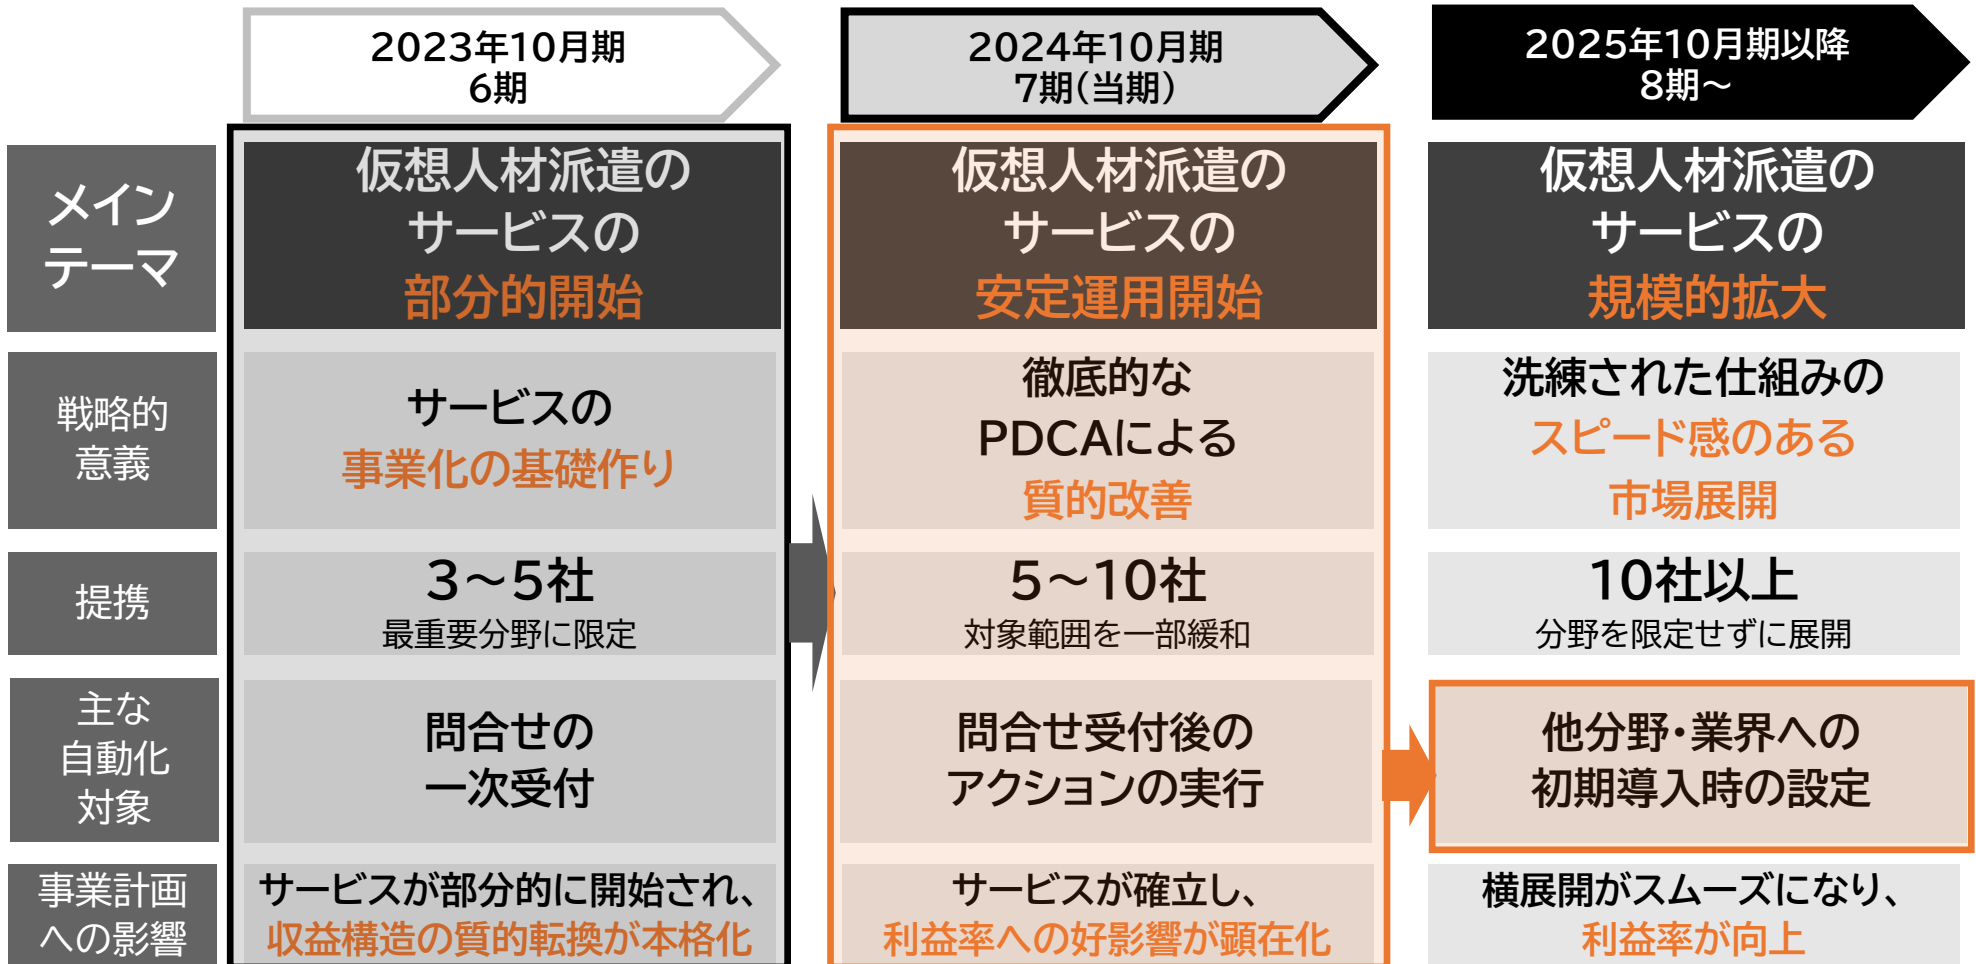 2023年10月期
6期
2024年10月期
7期(当期)
2025年10月期以降
8期～
メイン
テーマ
仮想人材派遣の
サービスの
部分的開始
仮想人材派遣の
サービスの
安定運用開始
仮想人材派遣の
サービスの
規模的拡大
戦略的
意義
サービスの
事業化の基礎作り
徹底的な
PDCAによる
質的改善
洗練された仕組みの
スピード感のある
市場展開
提携
3～5社
最重要分野に限定
5～10社
対象範囲を一部緩和
10社以上
分野を限定せずに展開
主な
自動化
対象
問合せの
一次受付
問合せ受付後の
アクションの実行
他分野・業界への
初期導入時の設定
事業計画
への影響
サービスが部分的に開始され、
収益構造の質的転換が本格化
サービスが確立し、
利益率への好影響が顕在化
横展開がスムーズになり、
利益率が向上